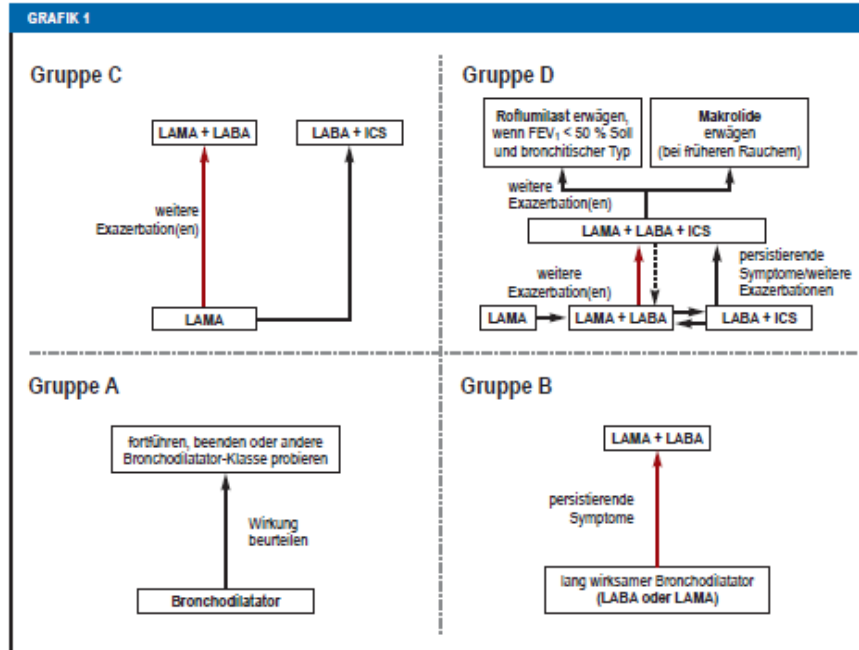 GRAFIK 1
Gruppe C
LAMA + LABA
LABA + ICS
weitere
Exazerbation(en)
LAMA
Gruppe D
Roflumilast erwägen,
wenn FEV₁ < 50 % Soll
und bronchitischer Typ
Makrolide
erwägen
(bei früheren Rauchern)
weitere
Exazerbation(en)
LAMA + LABA + ICS
weitere
Exazerbation(en)
persistierende
Symptome/weitere
Exazerbationen
LAMA
LAMA + LABA
LABA + ICS
Gruppe A
fortführen, beenden oder andere
Bronchodilatator-Klasse probieren
Wirkung
beurteilen
Bronchodilatator
Gruppe B
LAMA + LABA
persistierende
Symptome
lang wirksamer Bronchodilatator
(LABA oder LAMA)